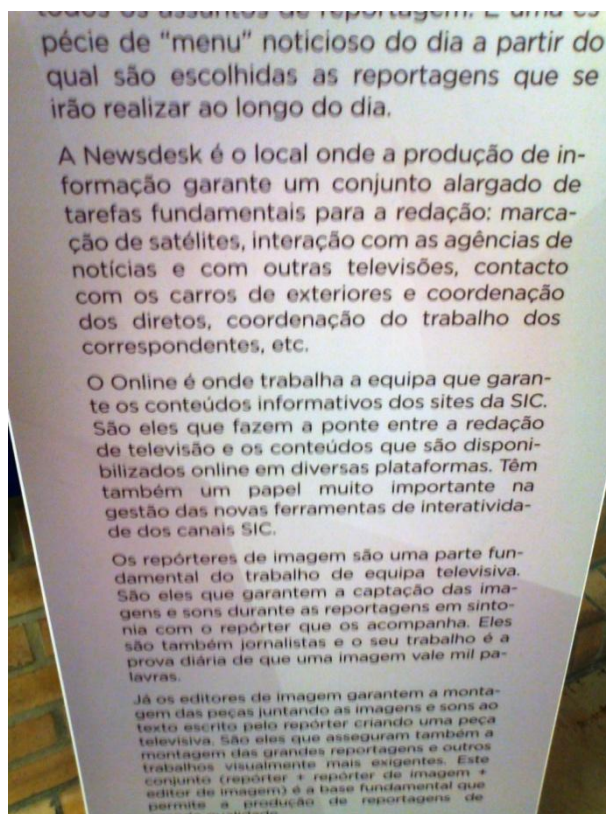 todos os assuntos de reportagem. É uma es-
pécie de “menu” noticioso do dia a partir do
qual são escolhidas as reportagens que se
irão realizar ao longo do dia.
A Newsdesk é o local onde a produção de in-
formação garante um conjunto alargado de
tarefas fundamentais para a redação: marca-
ção de satélites, interação com as agências de
notícias e com outras televisões, contacto
com os carros de exteriores e coordenação
dos diretos, coordenação do trabalho dos
correspondentes, etc.
O Online é onde trabalha a equipa que garan-
te os conteúdos informativos dos sites da SIC.
São eles que fazem a ponte entre a redação
de televisão e os conteúdos que são disponi-
bilizados online em diversas plataformas. Têm
também um papel muito importante na
gestão das novas ferramentas de interativida-
de dos canais SIC.
Os repórteres de imagem são uma parte fun-
damental do trabalho de equipa televisiva.
São eles que garantem a captação das ima-
gens e sons durante as reportagens em sinto-
nia com o repórter que os acompanha. Eles
são também jornalistas e o seu trabalho é a
prova diária de que uma imagem vale mil pa-
lavras.
Já os editores de imagem garantem a monta-
gem das peças juntando as imagens e sons ao
texto escrito pelo repórter criando uma peça
televisiva. São eles que asseguram também a
montagem das grandes reportagens e outros
trabalhos visualmente mais exigentes. Este
conjunto (repórter + repórter de imagem +
editor de imagem) é a base fundamental que
permite a produção de reportagens de